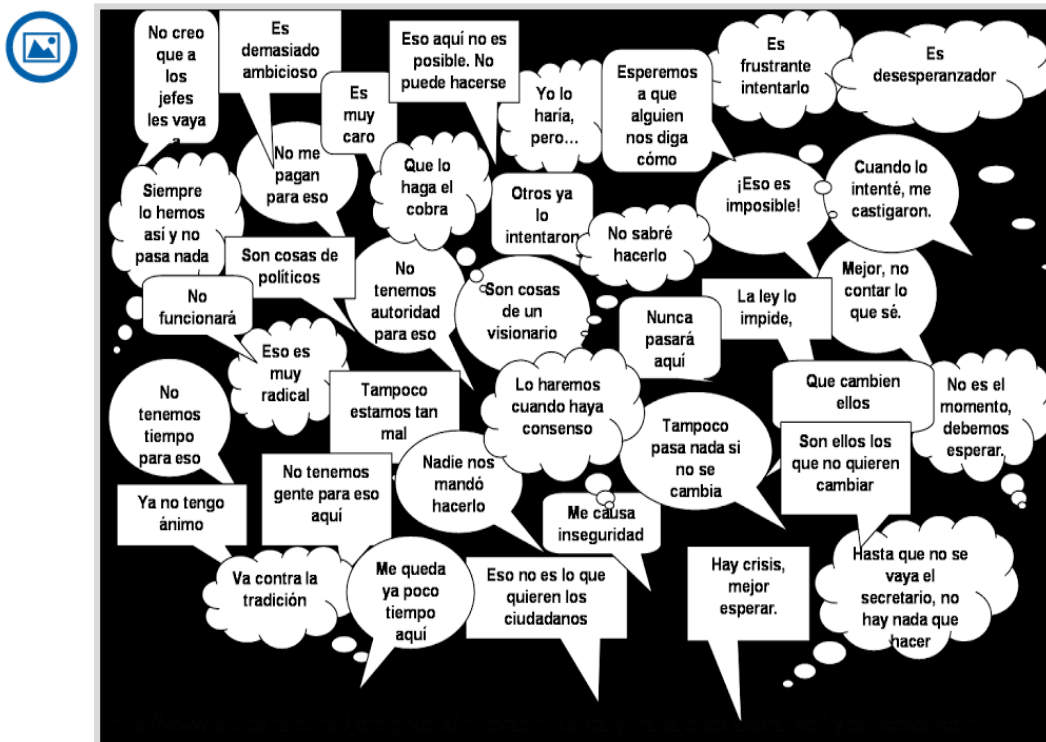 No creo
que a
los
jefes
les vaya
a
Es
demasiado
ambicioso
Es
muy
caro
Eso aquí no es
posible. No
puede hacerse
Yo lo
haría,
pero...
Esperemos
a que
alguien
nos diga
cómo
Es
frustrante
intentarlo
Es
desesperanzador
Siempre
lo hemos
así y no
pasa nada
No me
pagan
para eso
Que lo
haga el
cobra
Otros ya
lo
intentaron
No sabré
hacerlo
¡Eso es
imposible!
Cuando lo
intenté, me
castigaron.
Son cosas de
políticos
No
funcionará
No
tenemos
autoridad
para eso
Son cosas
de un
visionario
Nunca
pasará
aquí
La ley lo
impide,
Mejor, no
contar lo
que sé.
Eso es
muy
radical
No
tenemos
tiempo
para eso
Tampoco
estamos tan
mal
Lo haremos
cuando haya
consenso
Tampoco
pasa nada si
no se
cambia
Que cambien
ellos
No es el
momento,
debemos
esperar.
Son ellos los
que no quieren
cambiar
Ya no tengo
ánimo
No tenemos
gente para eso
aquí
Nadie nos
mandó
hacerlo
Me causa
inseguridad
Va contra la
tradición
Me queda
ya poco
tiempo
aquí
Eso no es lo que
quieren los
ciudadanos
Hay crisis,
mejor
esperar.
Hasta que no se
vaya el
secretario, no
hay nada que
hacer